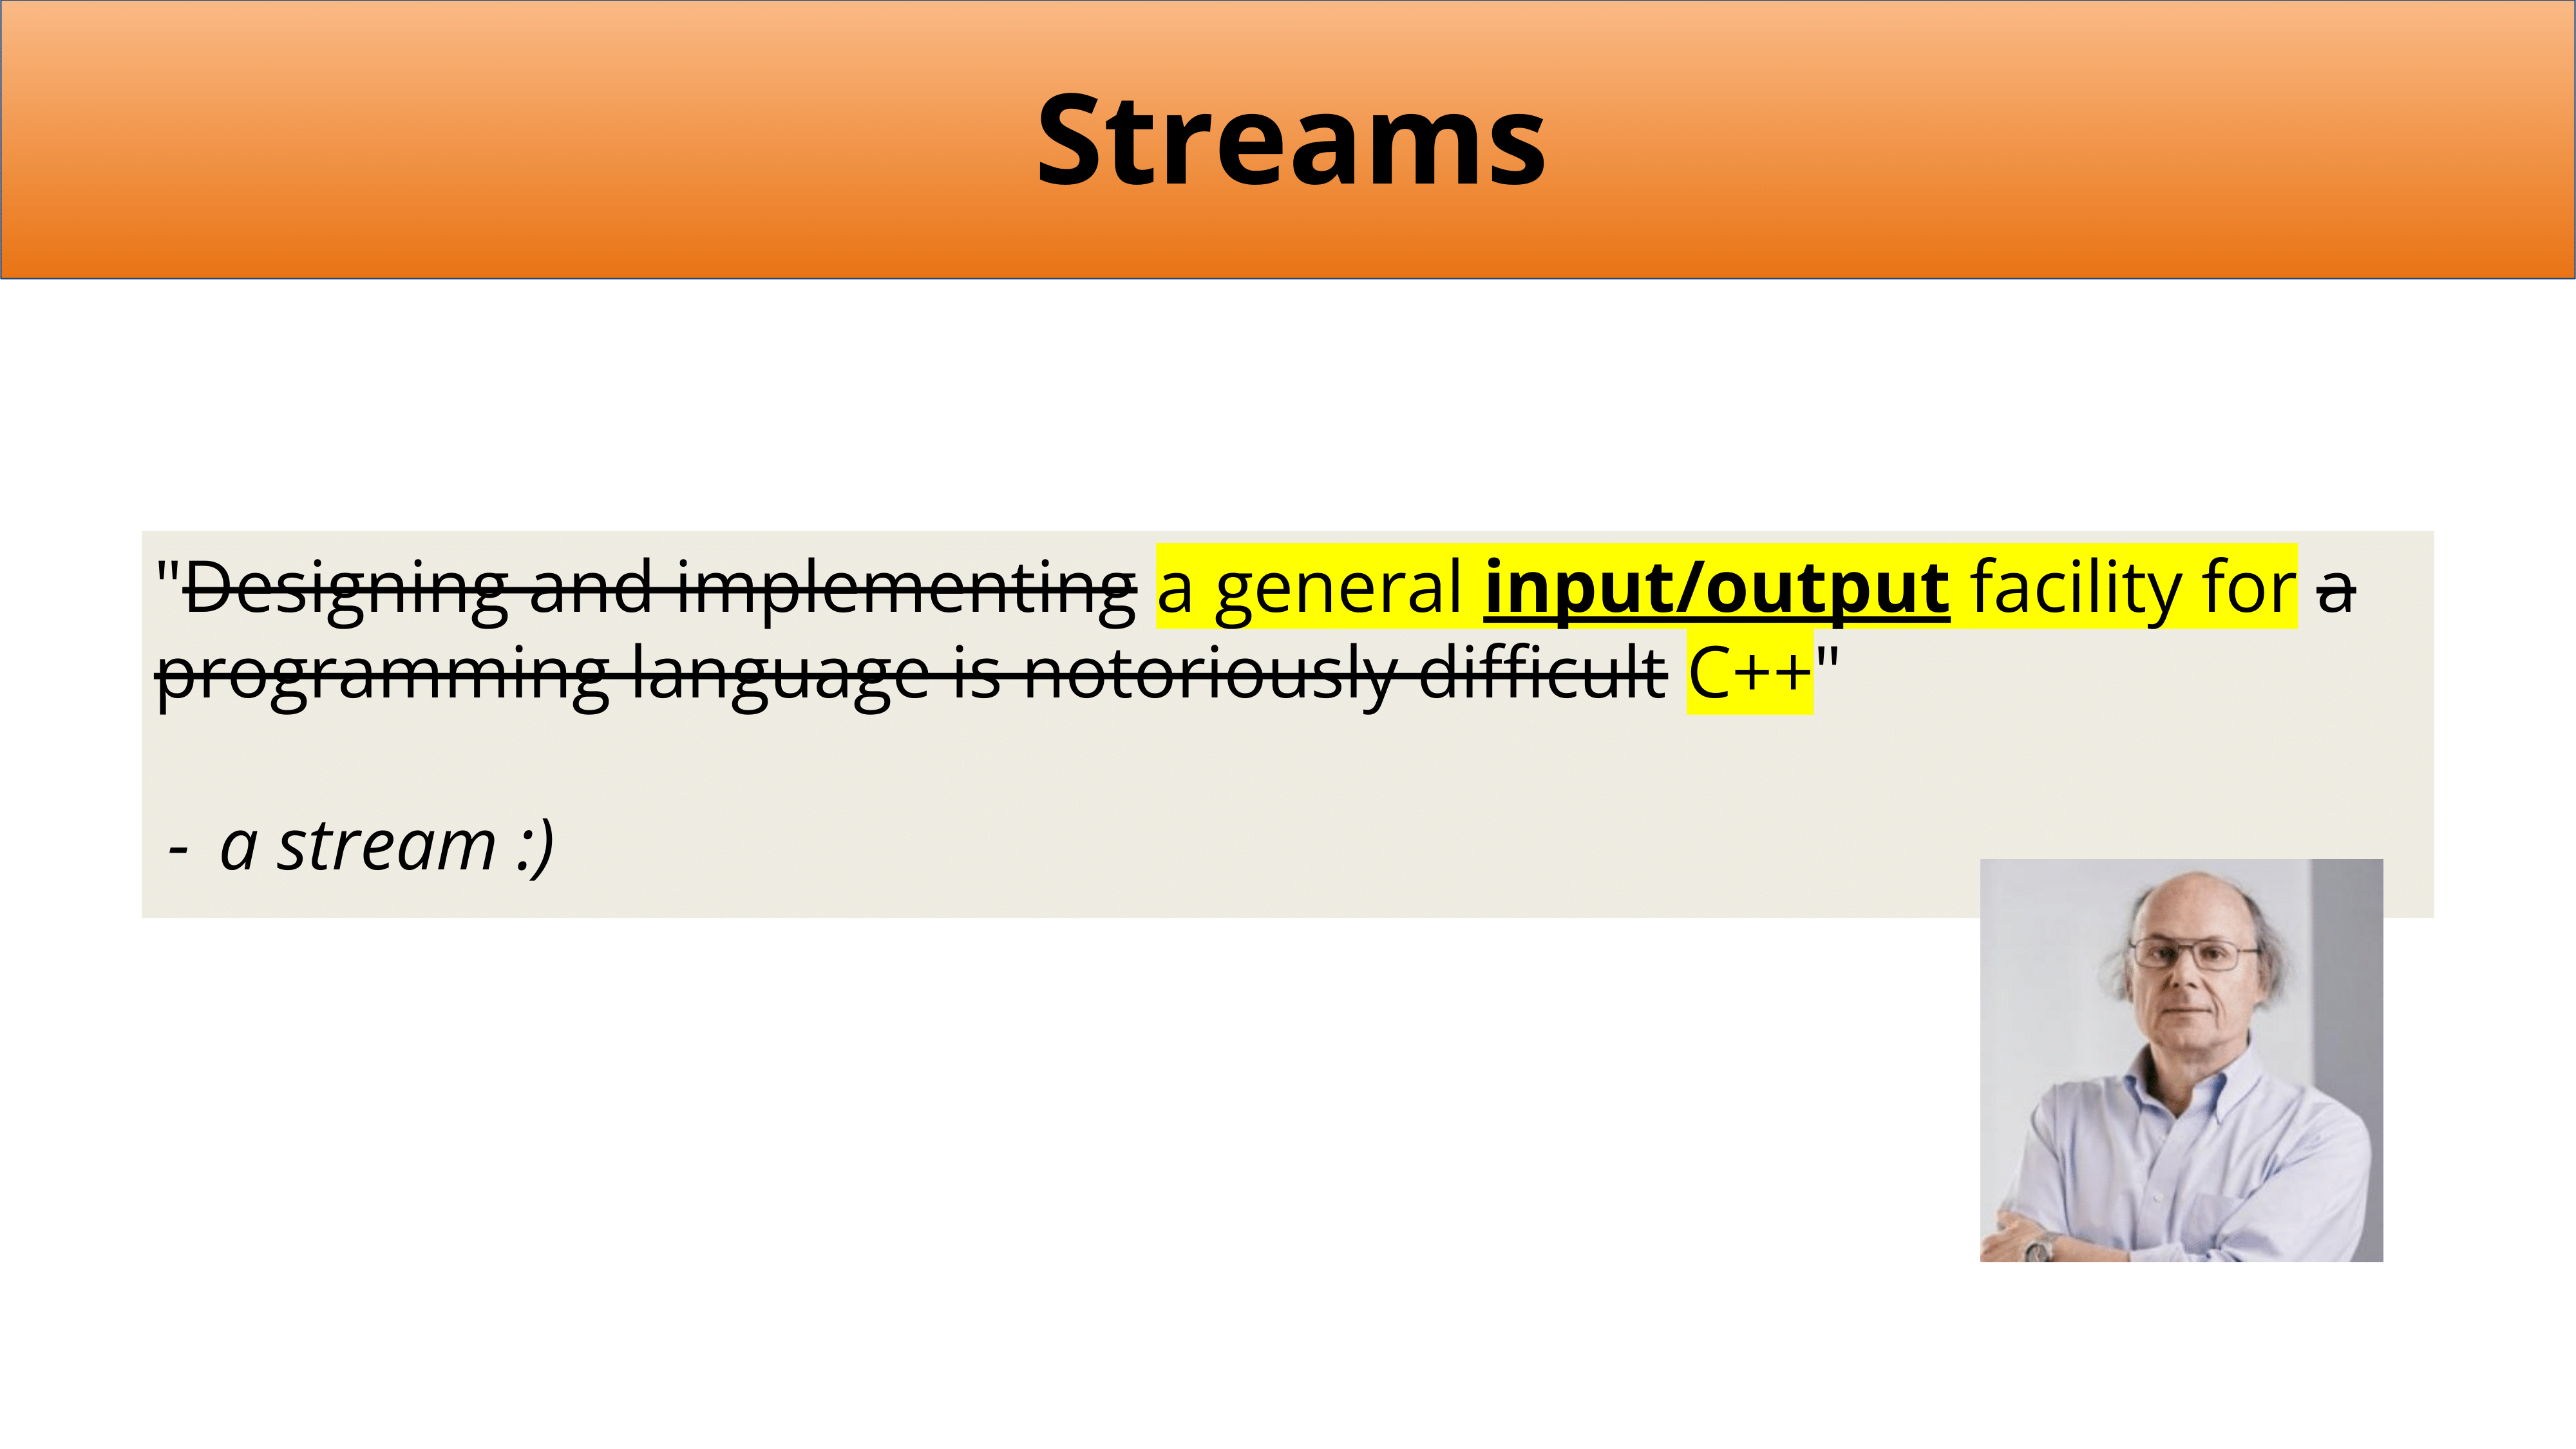 Streams
"Designing and implementing a general input/output facility for a
programming language is notoriously difficult C++"
- a stream :)